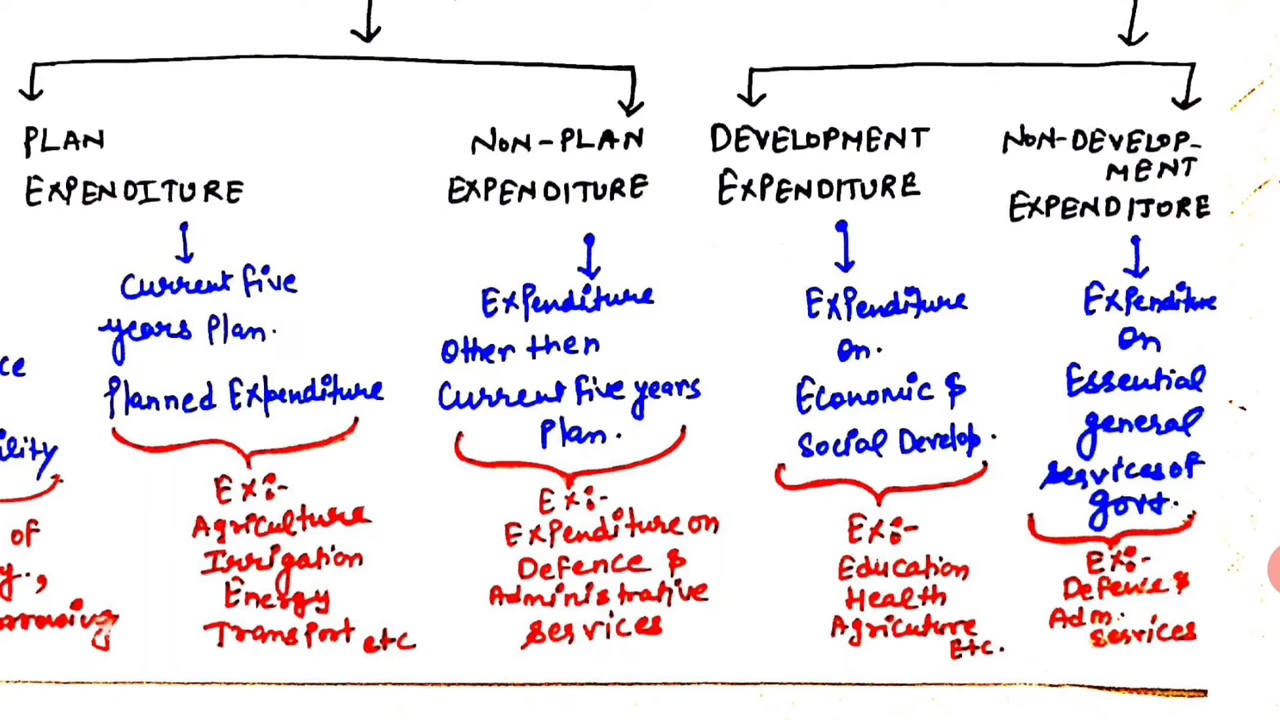 PLAN
EXPENDITURE
Current five
years Plan.
Planned Expenditure
Ex:-
Agriculture
Irrigation
Energy
Transport etc
NON-PLAN
EXPENDITURE
Expenditure
Other then
Current five years
Plan.
Ex:-
Expenditure on
Defence &
Administrative
Services
DEVELOPMENT
EXPENDITURE
Expenditure
on.
Economic &
Social Develop.
Ex:-
Education
Health
Agriculture
Etc.
NON-DEVELOP-
MENT
EXPENDITURE
Expenditure
on
Essential
general
services of
govt.
Ex:-
Defence &
Adm.
services
of